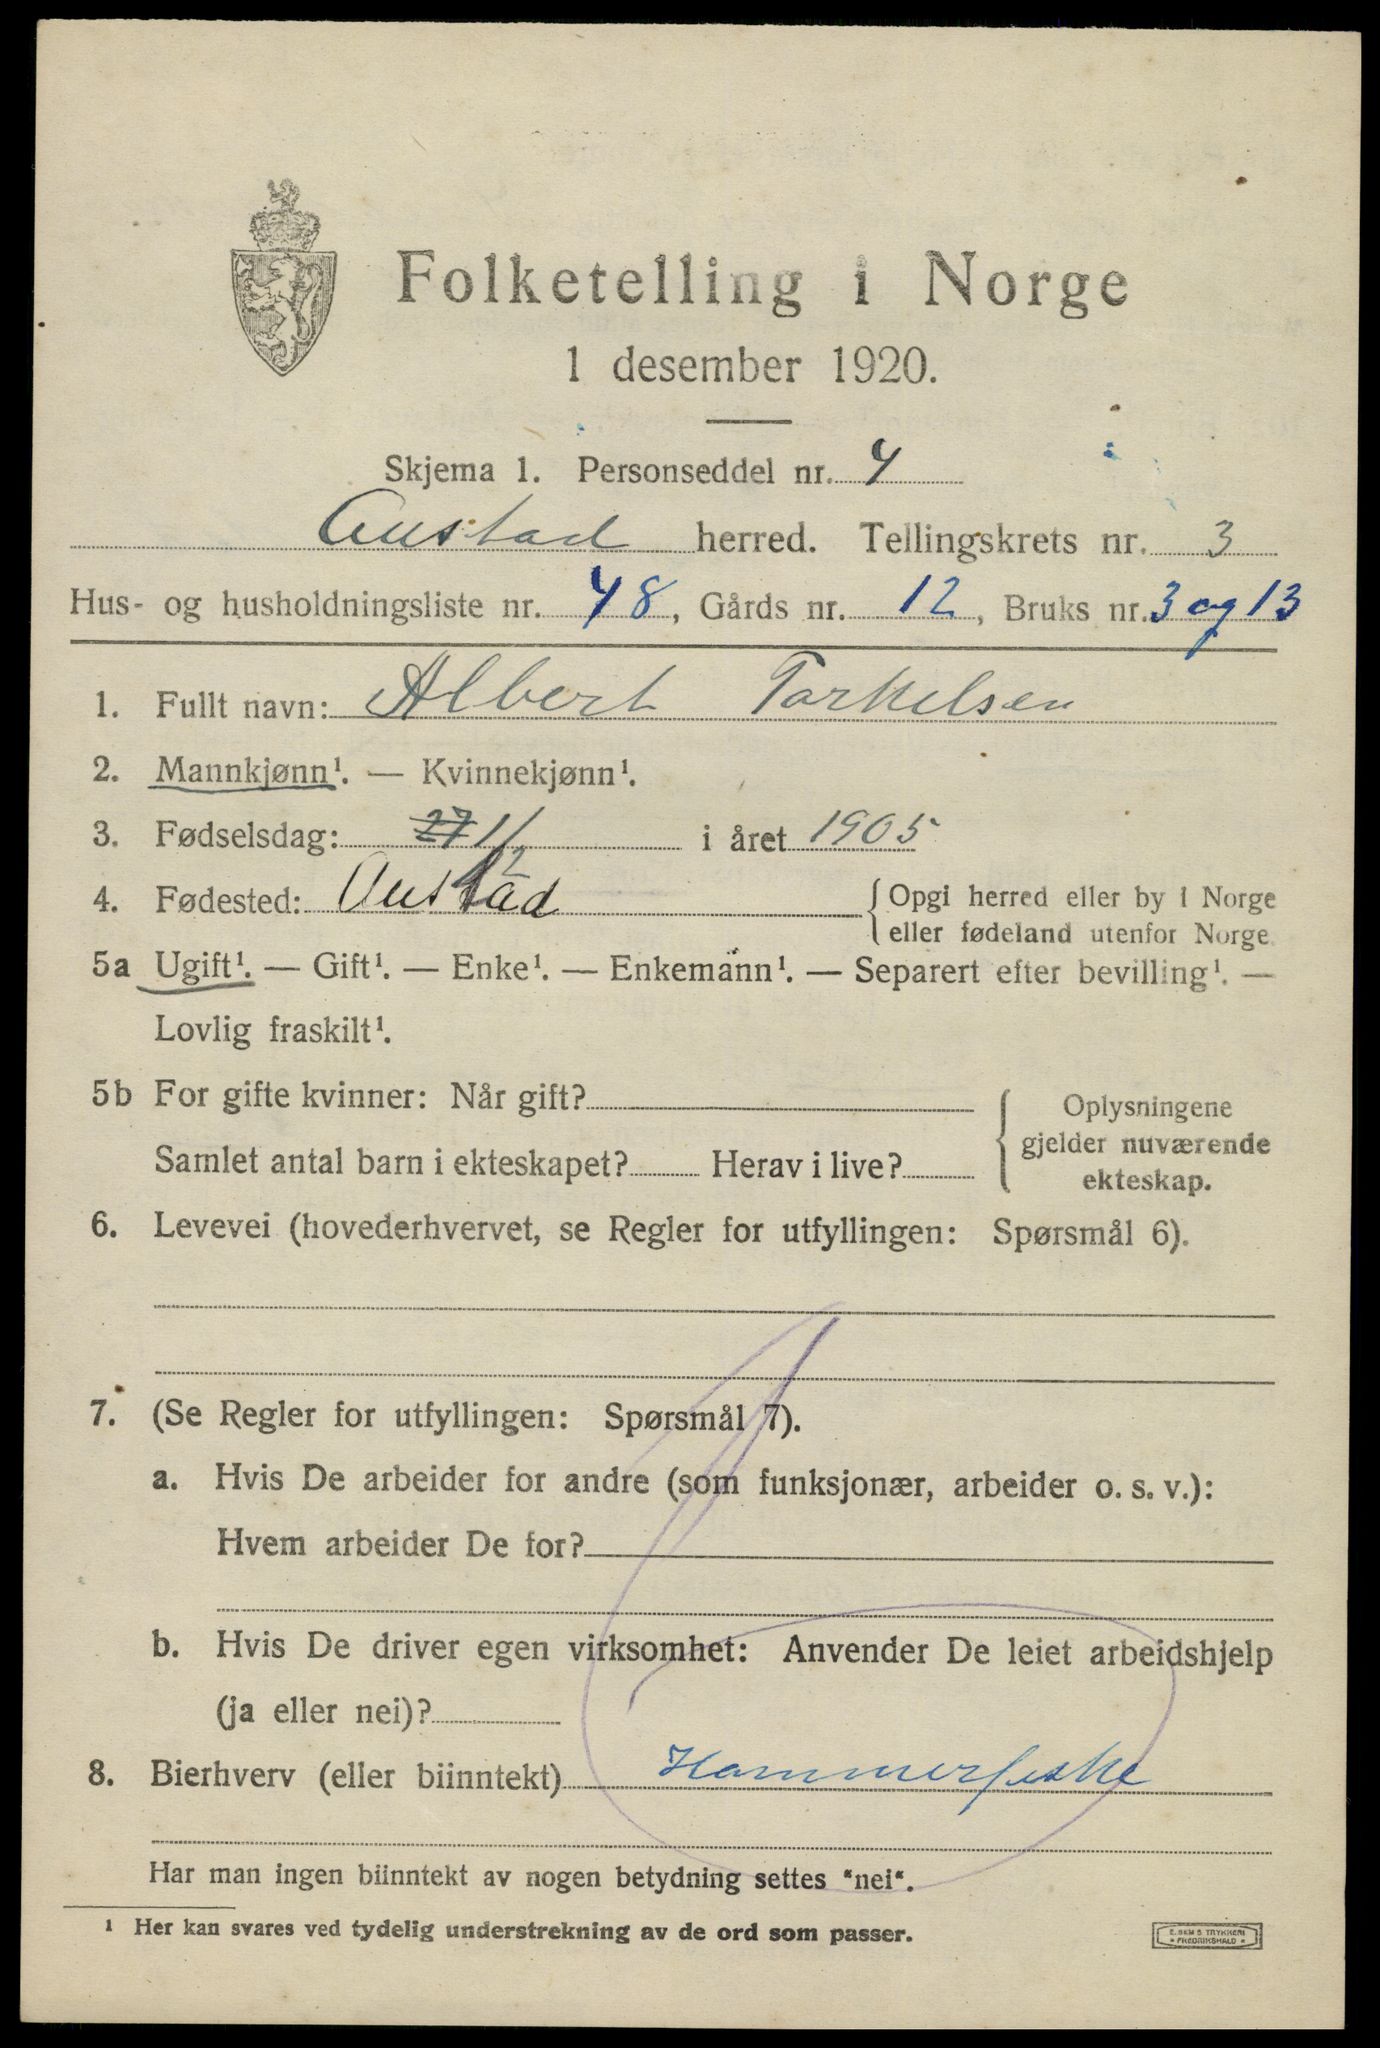 Folketelling i Norge
1 desember 1920.
Skjema 1. Personseddel nr. 4
Austad herred. Tellingskrets nr. 3
Hus- og husholdningsliste nr. 48, Gårds nr. 12, Bruks nr. 3 og 13
1. Fullt navn: Albert Tarkelsen
2. Mannkjønn¹. — Kvinnekjønn¹.
3. Fødselsdag: 27 1/2 i året 1905
4. Fødested: Austad { Opgi herred eller by i Norge
eller fødeland utenfor Norge.
5a Ugift¹. — Gift¹. — Enke¹. — Enkemann¹. — Separert efter bevilling¹. —
Lovlig fraskilt¹.
5b For gifte kvinner: Når gift? { Oplysningene
gjelder nuværende
Samlet antal barn i ekteskapet? Herav i live?
ekteskap.
6. Levevei (hovederhvervet, se Regler for utfyllingen: Spørsmål 6).
7. (Se Regler for utfyllingen: Spørsmål 7).
a. Hvis De arbeider for andre (som funksjonær, arbeider o. s. v.):
Hvem arbeider De for?
b. Hvis De driver egen virksomhet: Anvender De leiet arbeidshjelp
(ja eller nei)?
8. Bierhverv (eller biinntekt) Hammerfiske
Har man ingen biinntekt av nogen betydning settes "nei".
¹ Her kan svares ved tydelig understrekning av de ord som passer.
E. SEM S TRYKKERI
* FREDRIKSHALD *